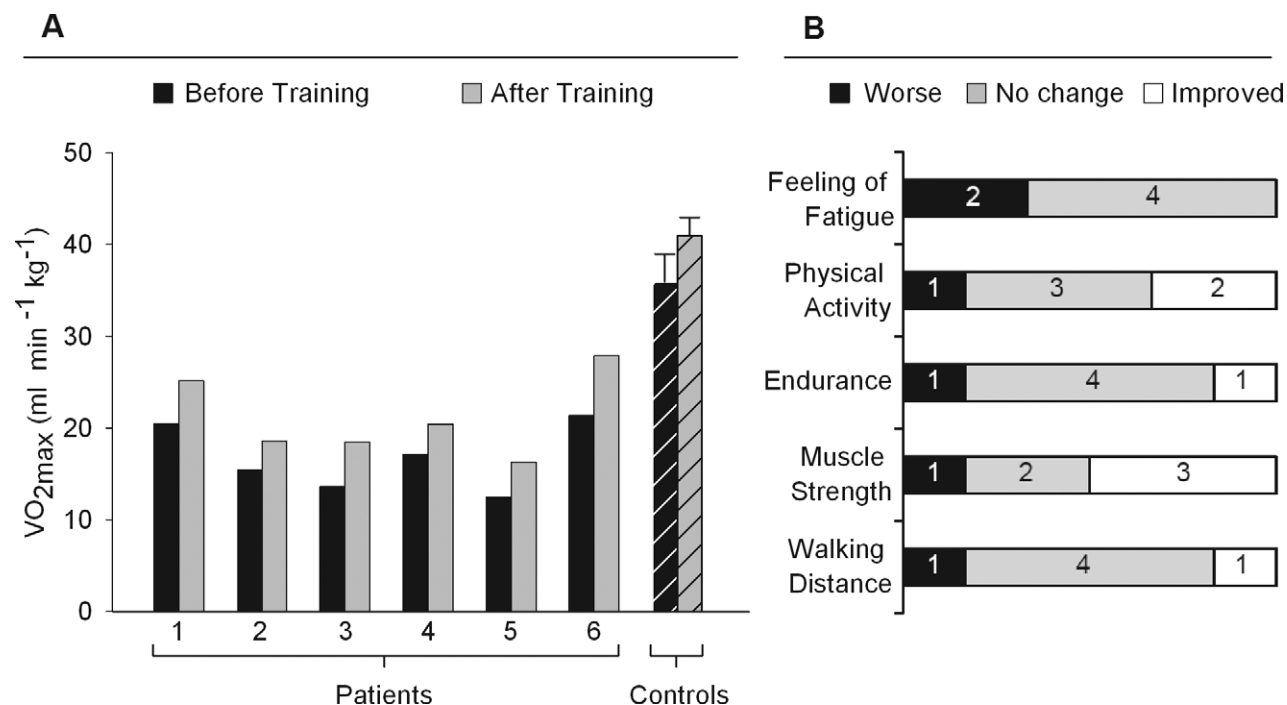 A
Before Training After Training
VO2max (ml min -1 kg-1)
50
40
30
20
10
0
1 2 3 4 5 6
Patients Controls
B
Worse No change Improved
Feeling of
Fatigue
2 4
Physical
Activity
1 3 2
Endurance
1 4 1
Muscle
Strength
1 2 3
Walking
Distance
1 4 1